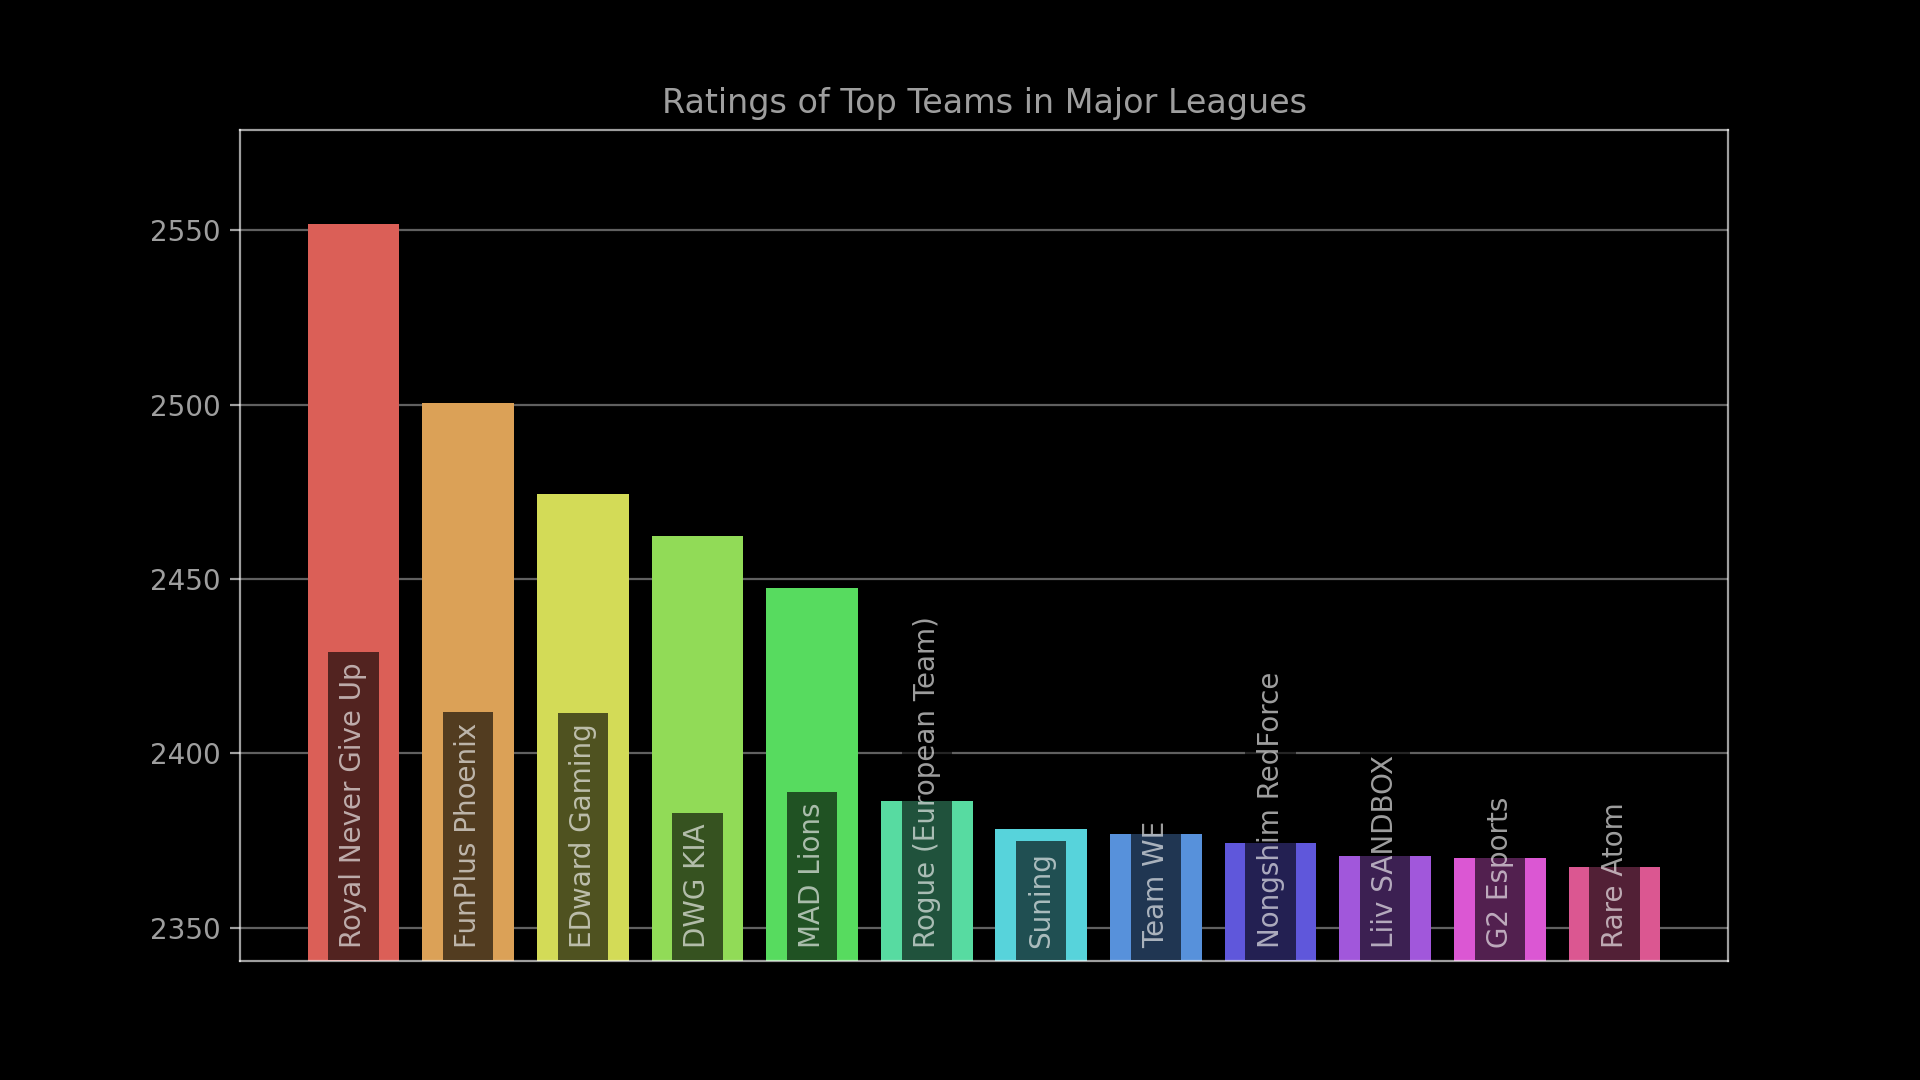 Ratings of Top Teams in Major Leagues
2550
2500
2450
2400
2350
Royal Never Give Up
FunPlus Phoenix
EDward Gaming
DWG KIA
MAD Lions
Rogue (European Team)
Suning
Team WE
Nongshim RedForce
Liiv SANDBOX
G2 Esports
Rare Atom